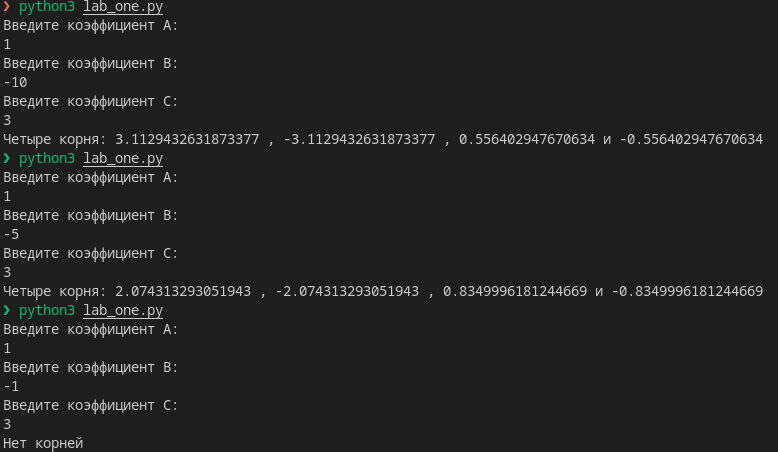 ❯ python3 lab_one.py
Введите коэффициент A:
1
Введите коэффициент B:
-10
Введите коэффициент C:
3
Четыре корня: 3.1129432631873377 , -3.1129432631873377 , 0.556402947670634 и -0.556402947670634
❯ python3 lab_one.py
Введите коэффициент A:
1
Введите коэффициент B:
-5
Введите коэффициент C:
3
Четыре корня: 2.074313293051943 , -2.074313293051943 , 0.8349996181244669 и -0.8349996181244669
❯ python3 lab_one.py
Введите коэффициент A:
1
Введите коэффициент B:
-1
Введите коэффициент C:
3
Нет корней